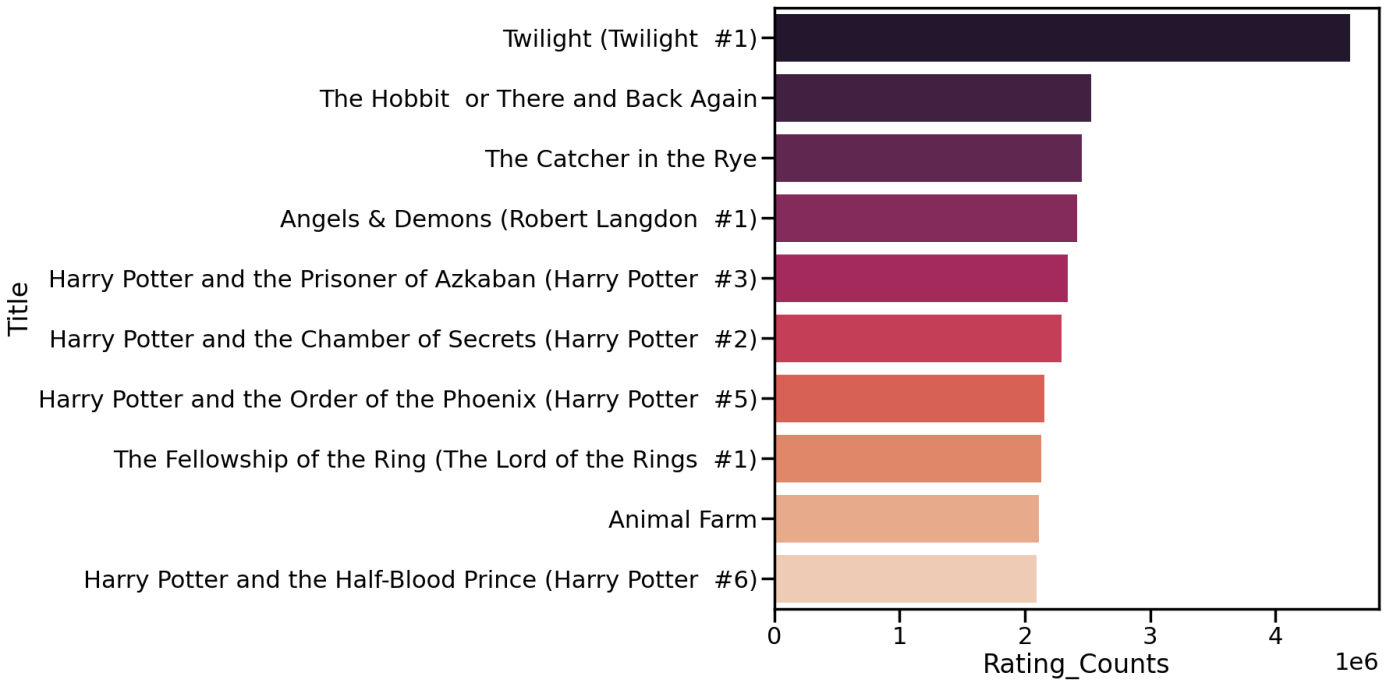 Title
Twilight (Twilight  #1)
The Hobbit  or There and Back Again
The Catcher in the Rye
Angels & Demons (Robert Langdon  #1)
Harry Potter and the Prisoner of Azkaban (Harry Potter  #3)
Harry Potter and the Chamber of Secrets (Harry Potter  #2)
Harry Potter and the Order of the Phoenix (Harry Potter  #5)
The Fellowship of the Ring (The Lord of the Rings  #1)
Animal Farm
Harry Potter and the Half-Blood Prince (Harry Potter  #6)
0 1 2 3 4
Rating_Counts
1e6